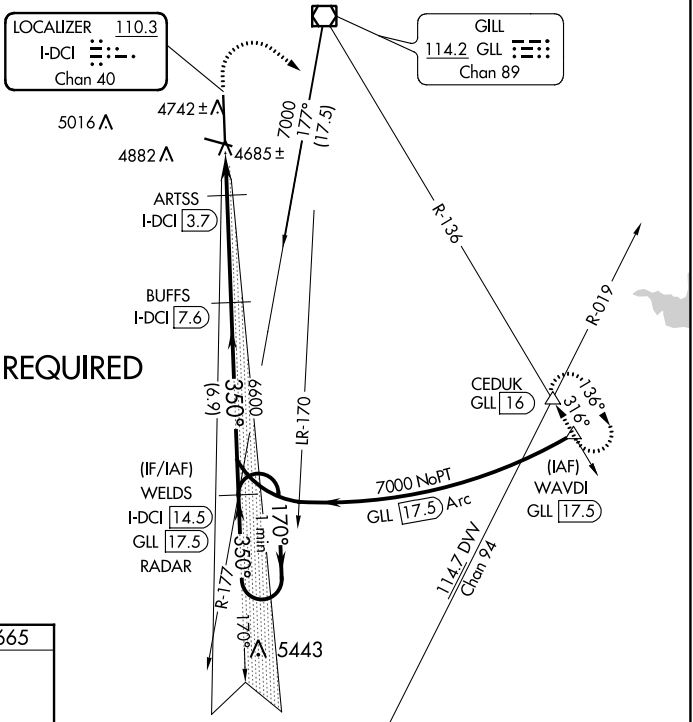 LOCALIZER 110.3
I-DCI
Chan 40
GILL
114.2 GLL
Chan 89
4742 ±
5016
4882
4685 ±
7000
177°
(17.5)
ARTSS
I-DCI 3.7
R-136
R-019
BUFFS
I-DCI 7.6
REQUIRED
350°
6600
(6.9)
LR-170
CEDUK
GLL 16
136°
316°
(IAF)
WAVDI
GLL 17.5
7000 NoPT
GLL 17.5 Arc
(IF/IAF)
WELDS
I-DCI 14.5
GLL 17.5
RADAR
170°
1 min
350°
R-177
170°
5443
114.7 DVV
Chan 94
665